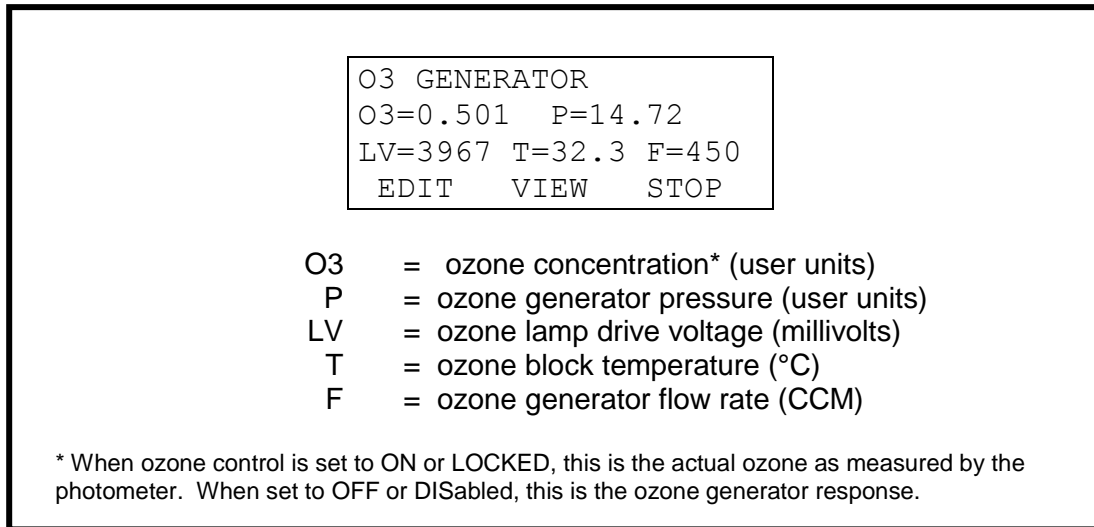 O3 GENERATOR
O3=0.501 P=14.72
LV=3967 T=32.3 F=450
EDIT VIEW STOP
O3 = ozone concentration* (user units)
P = ozone generator pressure (user units)
LV = ozone lamp drive voltage (millivolts)
T = ozone block temperature (°C)
F = ozone generator flow rate (CCM)
* When ozone control is set to ON or LOCKED, this is the actual ozone as measured by the
photometer. When set to OFF or DISabled, this is the ozone generator response.